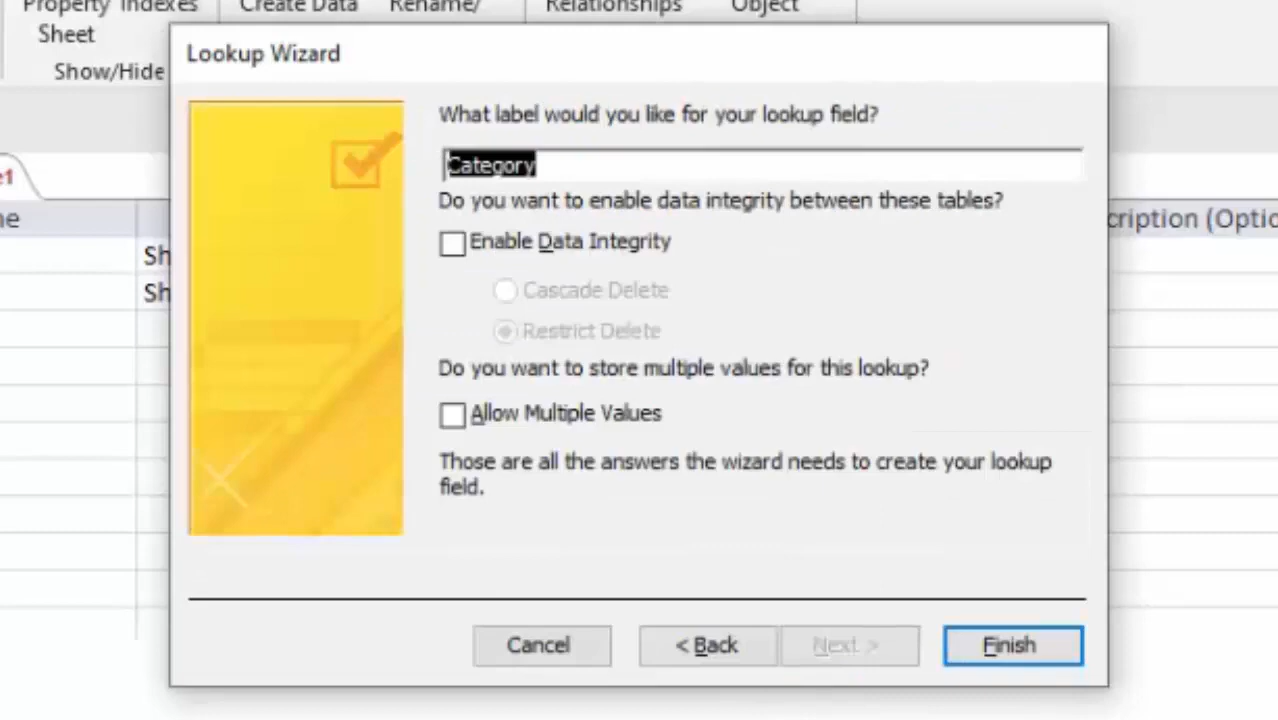 Property Indexes
Create Data
Rename/
Relationships
Object
Sheet
Show/Hide
Lookup Wizard
What label would you like for your lookup field?
Category
Do you want to enable data integrity between these tables?
Enable Data Integrity
Cascade Delete
Restrict Delete
Do you want to store multiple values for this lookup?
Allow Multiple Values
Those are all the answers the wizard needs to create your lookup
field.
Cancel
< Back
Next >
Finish
e1
ne
cription (Optio
Sh
Sh